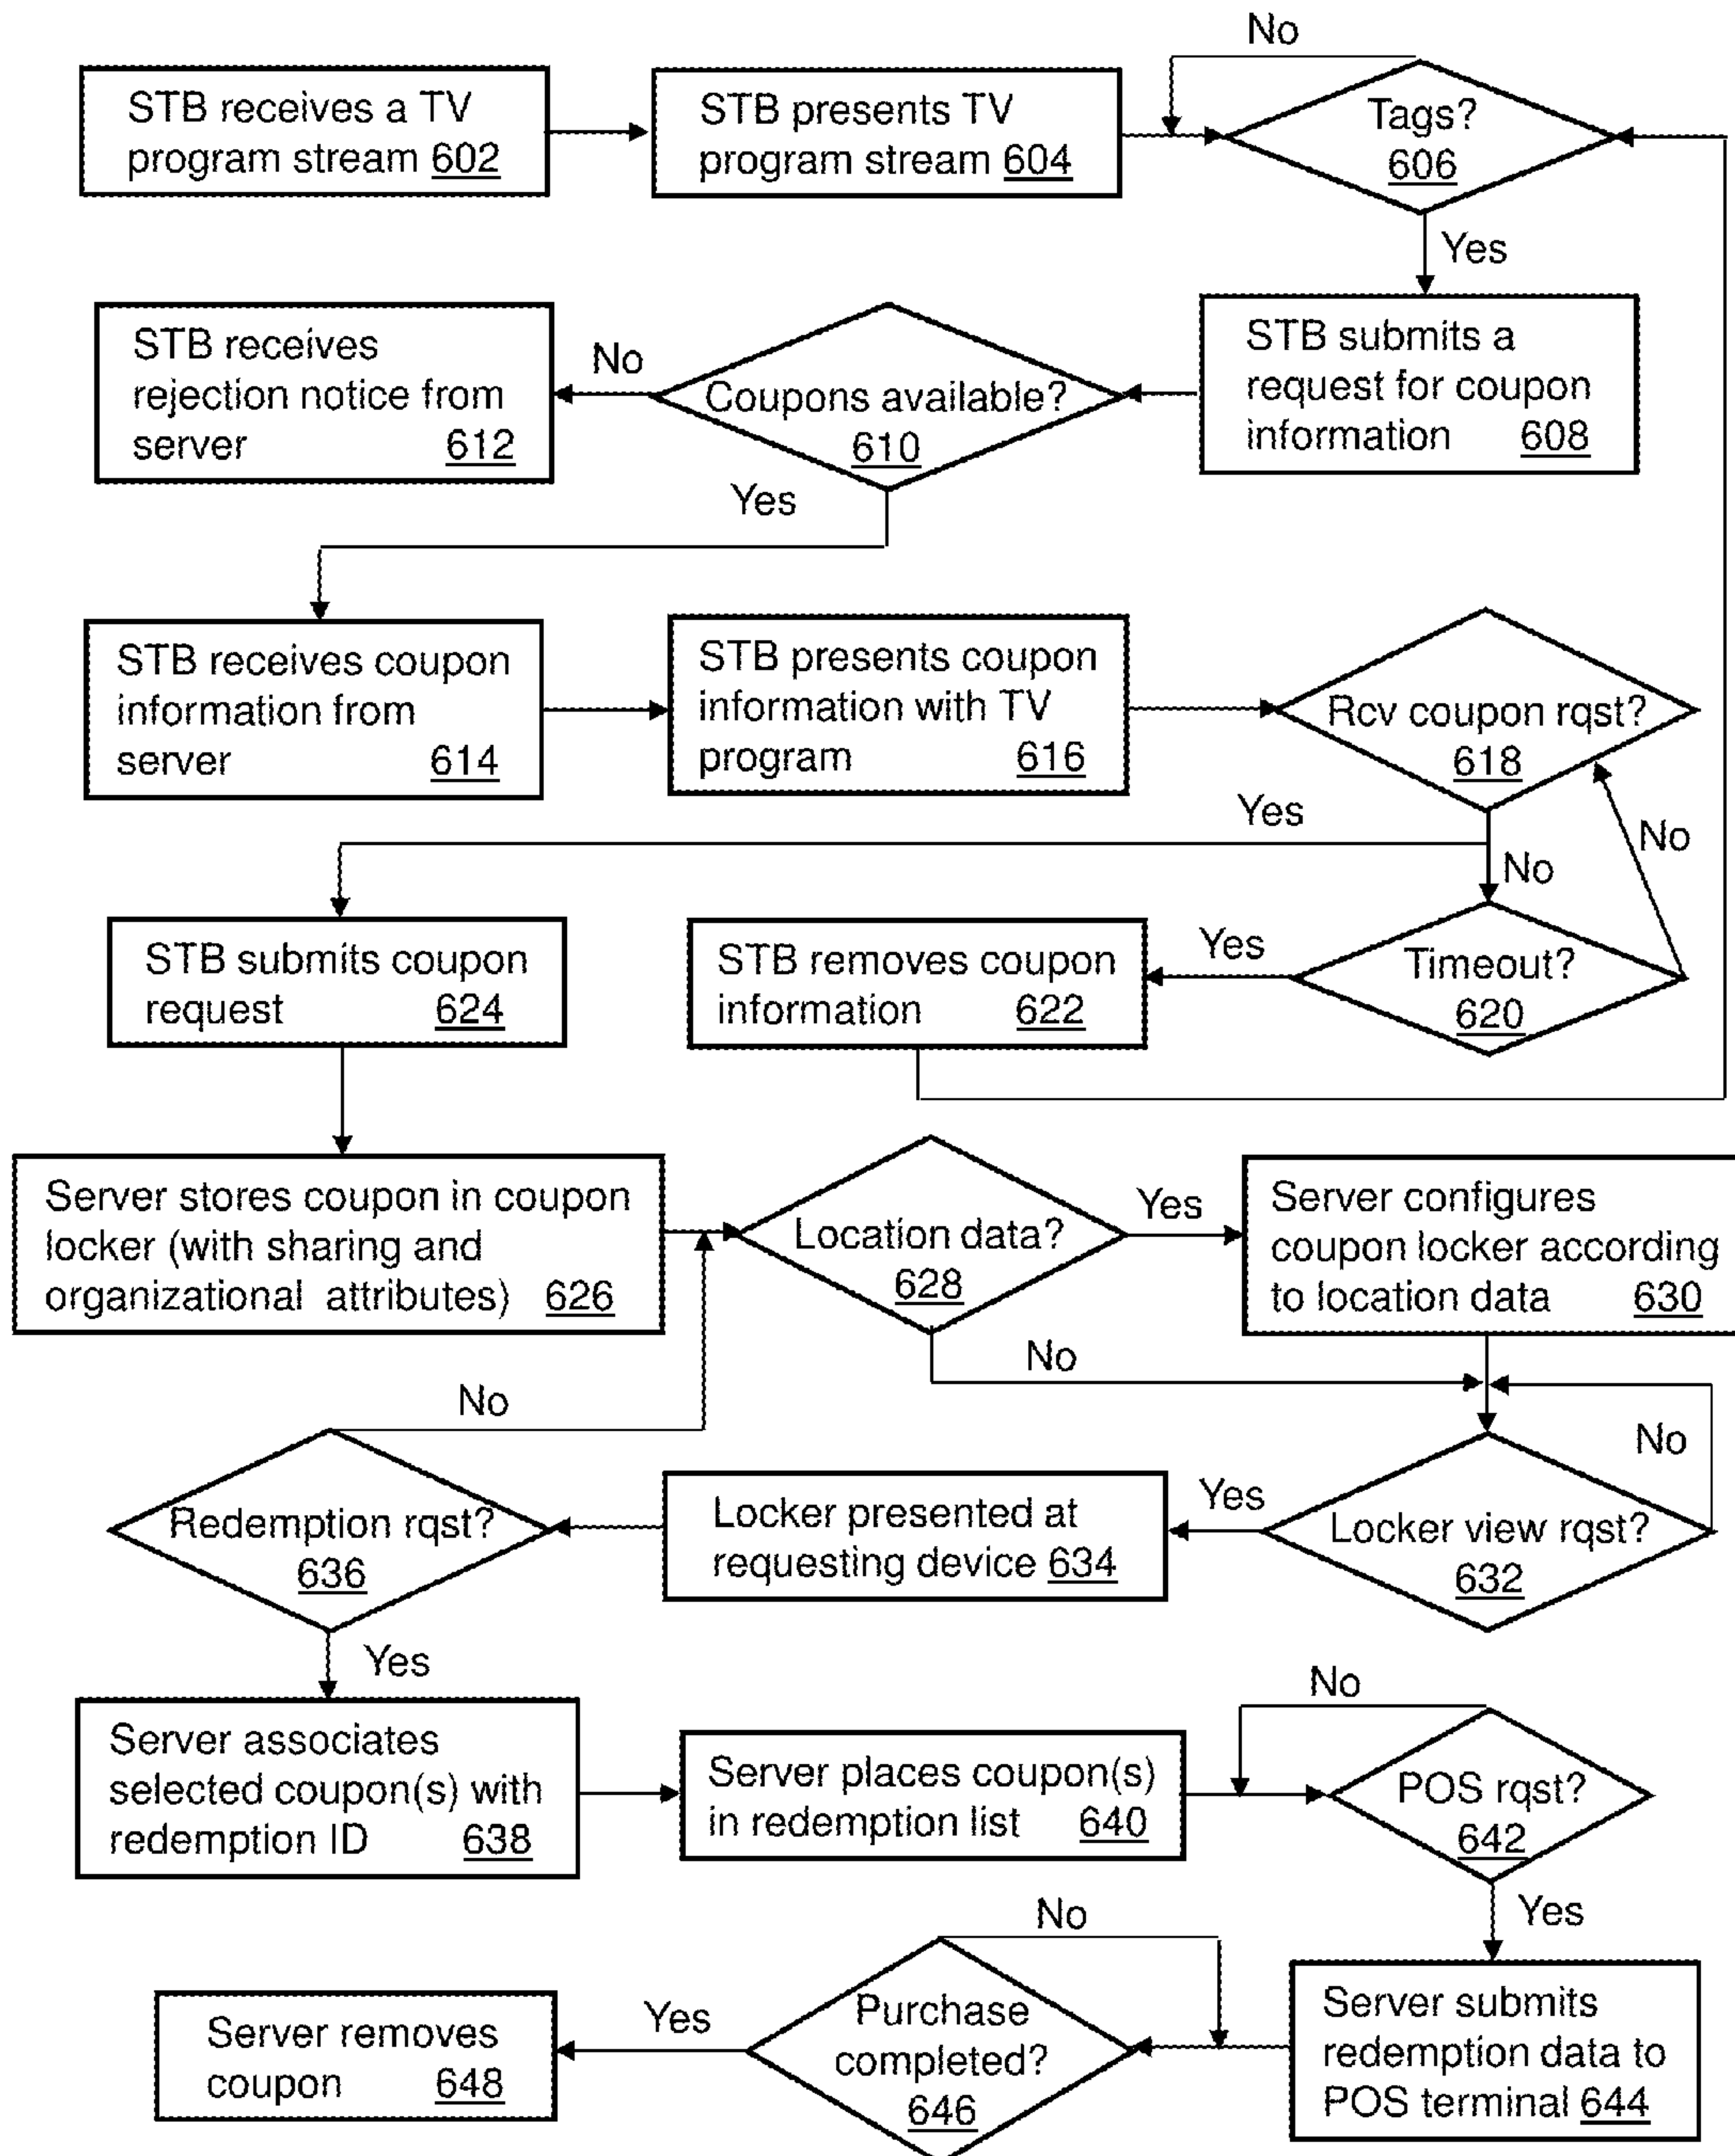 No
STB receives a TV
program stream 602
STB presents TV
program stream 604
Tags?
606
Yes
STB receives
rejection notice from
server 612
No
Coupons available?
610
STB submits a
request for coupon
information 608
Yes
STB receives coupon
information from
server 614
STB presents coupon
information with TV
program 616
Rcv coupon rqst?
618
Yes
No
No
STB submits coupon
request 624
STB removes coupon
information 622
Yes
Timeout?
620
Server stores coupon in coupon
locker (with sharing and
organizational attributes) 626
Location data?
628
Yes
Server configures
coupon locker according
to location data 630
No
No
No
Redemption rqst?
636
Locker presented at
requesting device 634
Yes
Locker view rqst?
632
Yes
Server associates
selected coupon(s) with
redemption ID 638
Server places coupon(s)
in redemption list 640
No
POS rqst?
642
Yes
No
Server removes
coupon 648
Yes
Purchase
completed?
646
Server submits
redemption data to
POS terminal 644